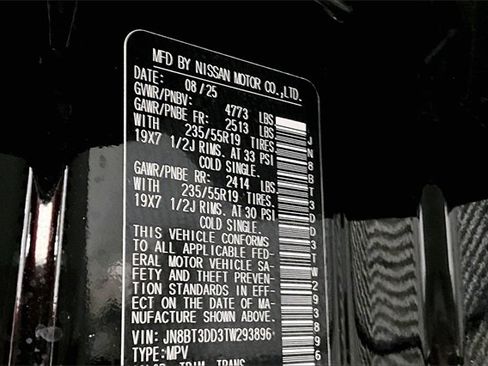 MFD BY NISSAN MOTOR CO.,LTD.
DATE: 08/25
GVWR/PNBV: 4773 LBS
GAWR/PNBE FR: 2513 LBS
WITH 235/55R19 TIRES
19X7 1/2J RIMS. AT 33 PSI
COLD SINGLE.
GAWR/PNBE RR: 2414 LBS
WITH 235/55R19 TIRES
19X7 1/2J RIMS. AT 30 PSI
COLD SINGLE.
THIS VEHICLE CONFORMS
TO ALL APPLICABLE FED-
ERAL MOTOR VEHICLE SA-
FETY AND THEFT PREVEN-
TION STANDARDS IN EFF-
ECT ON THE DATE OF MA-
NUFACTURE SHOWN ABOVE.
VIN: JN8BT3DD3TW293896
TYPE:MPV
TRIM TRANS
JN8BT3DD3TW293896